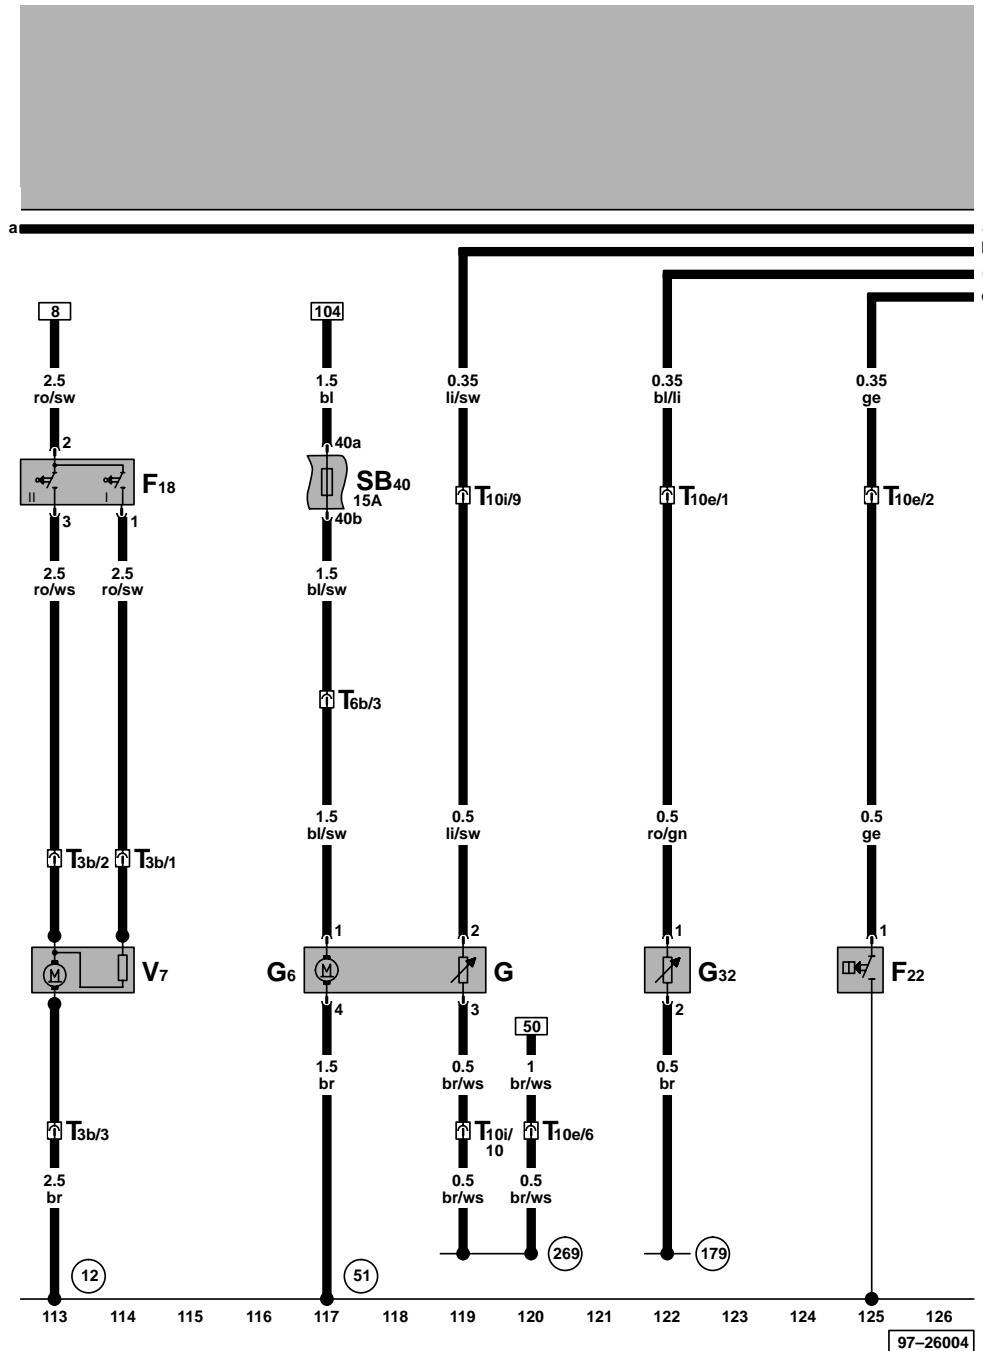 a
8
104
2.5
ro/sw
1.5
bl
0.35
li/sw
0.35
bl/li
0.35
ge
2
40a
II
I
F18
SB40
15A
T10i/9
T10e/1
T10e/2
3
1
40b
2.5
ro/ws
2.5
ro/sw
1.5
bl/sw
T6b/3
1.5
bl/sw
0.5
li/sw
0.5
ro/gn
0.5
ge
T3b/2
T3b/1
1
2
1
1
M
V7
G6
M
G
G32
F22
4
3
2
50
1.5
br
0.5
br/ws
1
br/ws
0.5
br
T3b/3
T10i/
10
T10e/6
2.5
br
0.5
br/ws
0.5
br/ws
269
179
12
51
113 114 115 116 117 118 119 120 121 122 123 124 125 126
97–26004